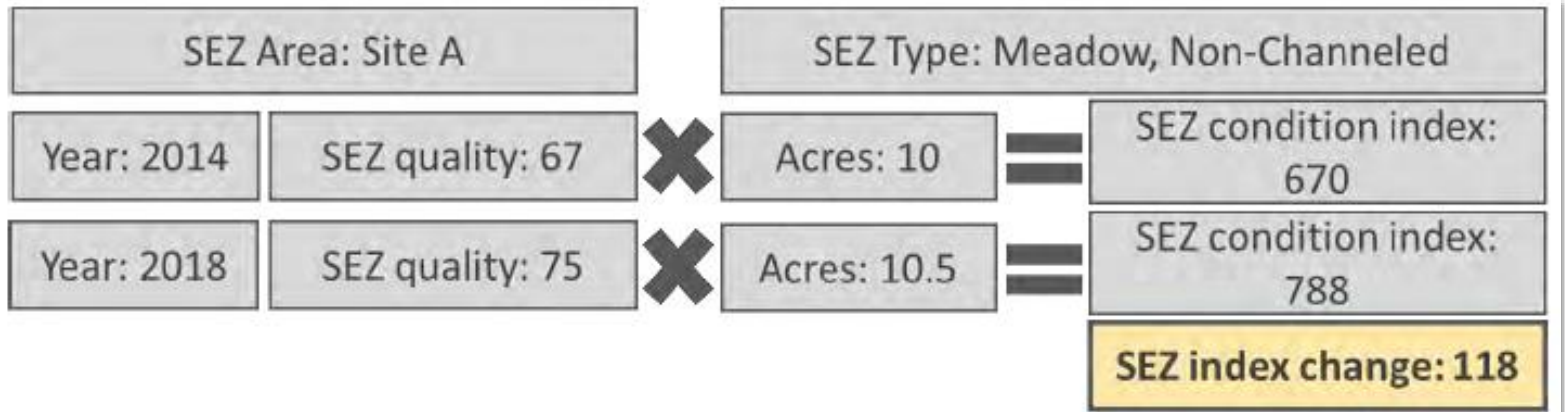 SEZ Area: Site A
SEZ Type: Meadow, Non-Channeled
Year: 2014
SEZ quality: 67
Acres: 10
SEZ condition index:
670
Year: 2018
SEZ quality: 75
Acres: 10.5
SEZ condition index:
788
SEZ index change: 118